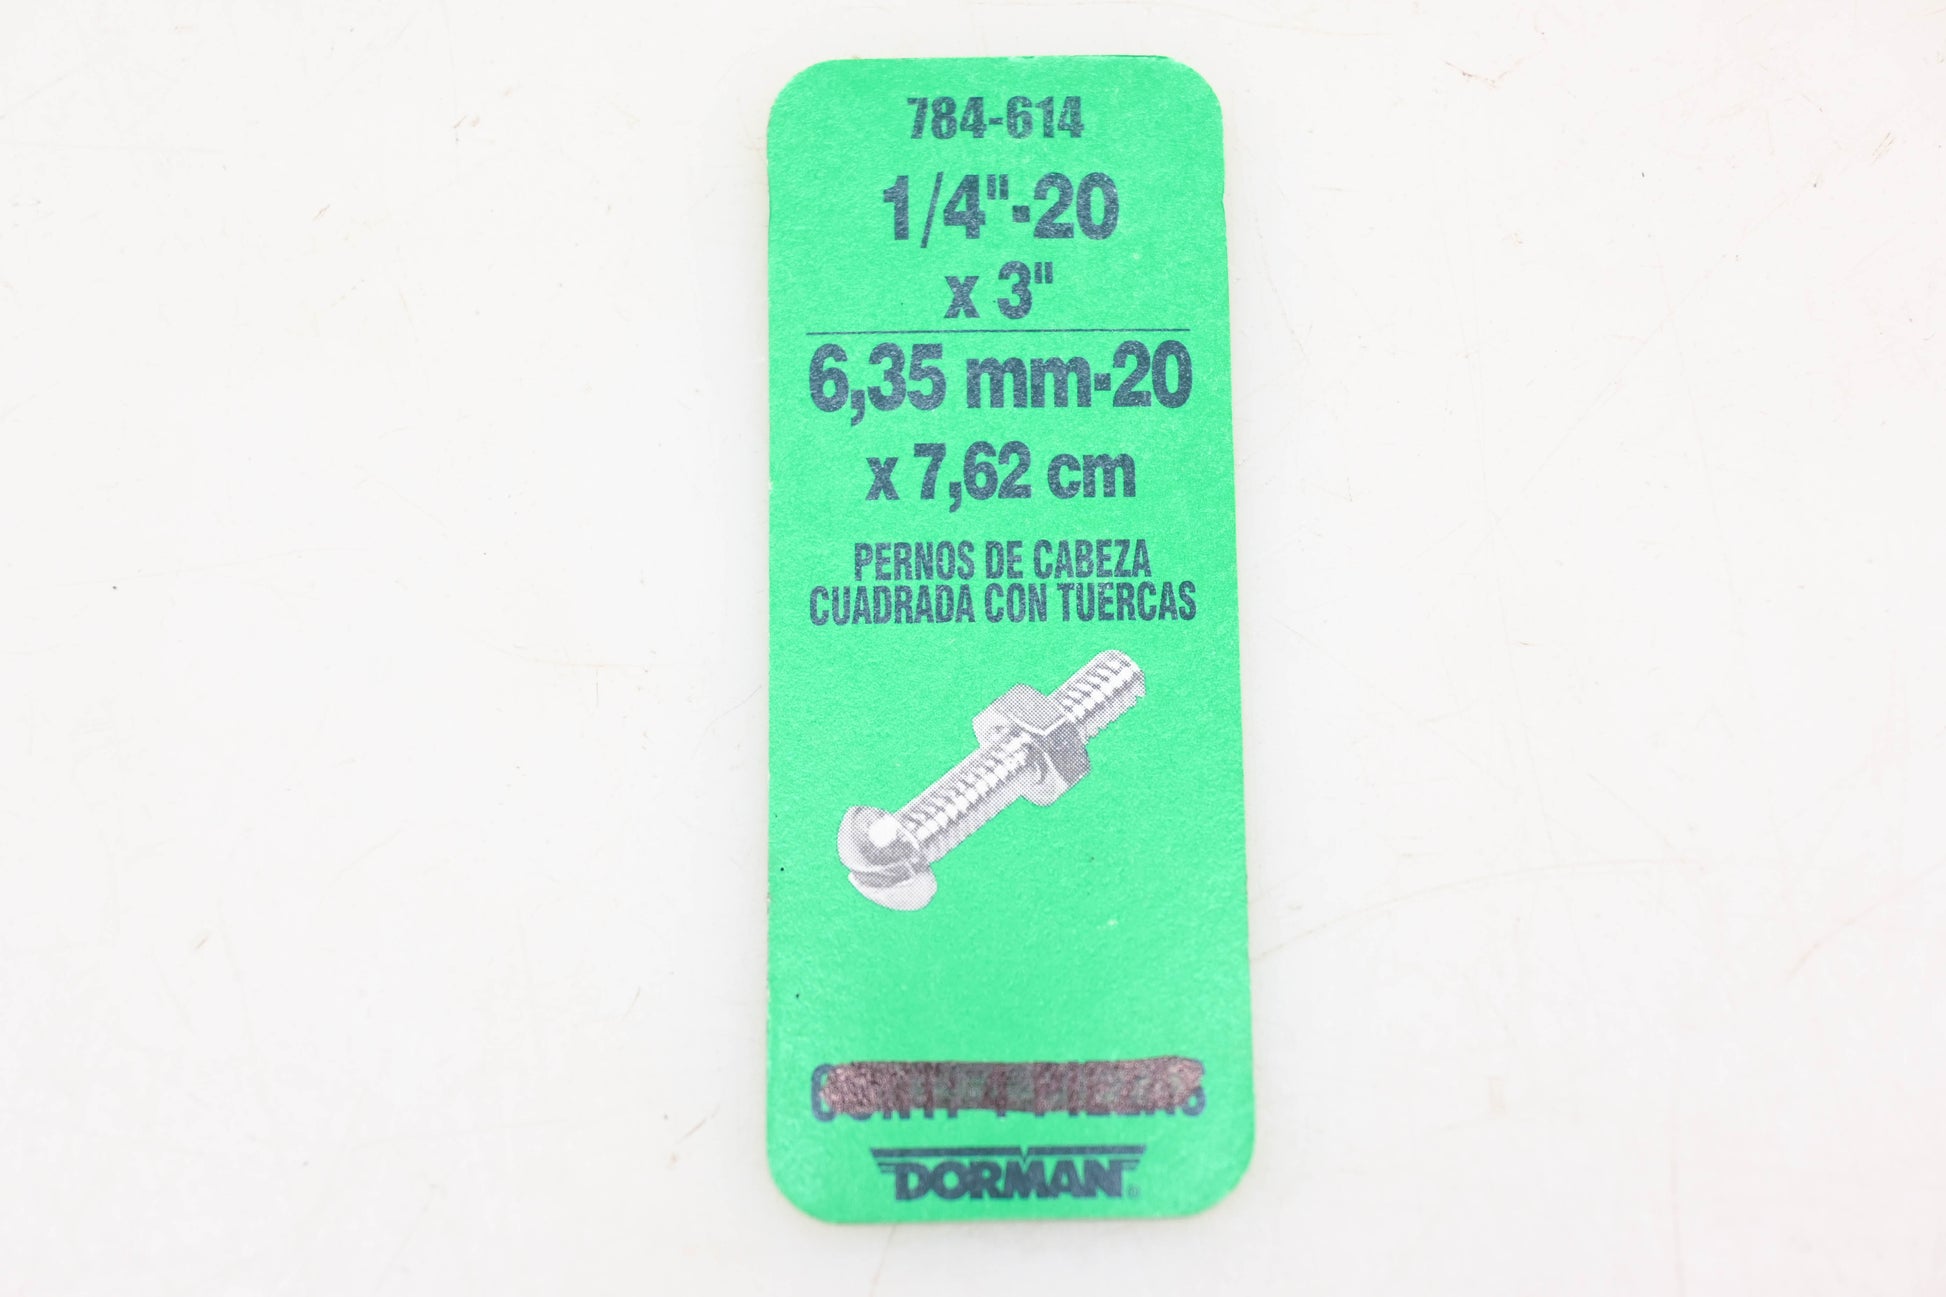 784-614
1/4"-20
x 3"
6,35 mm-20
x 7,62 cm
PERNOS DE CABEZA
CUADRADA CON TUERCAS
DORMAN®